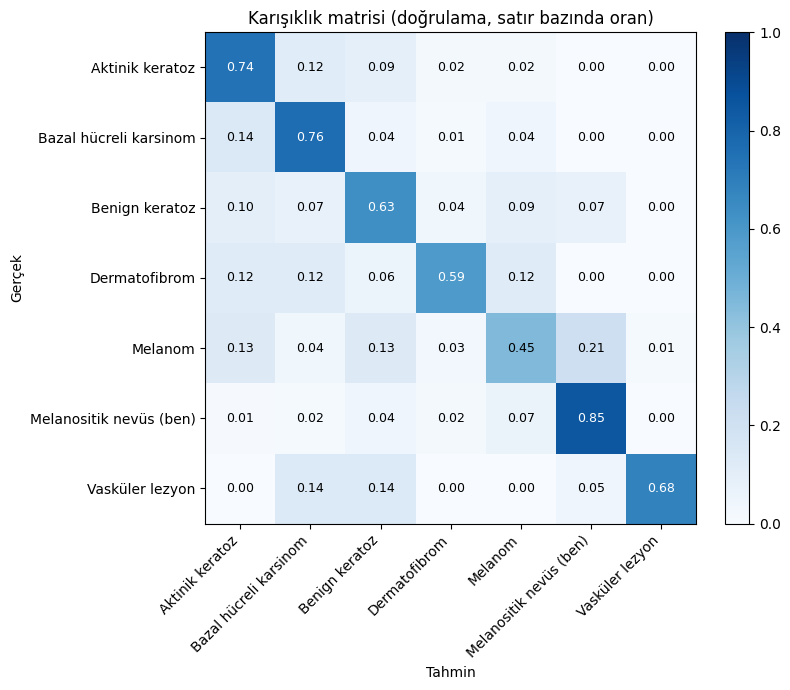 Karışıklık matrisi (doğrulama, satır bazında oran)
Gerçek
Aktinik keratoz 0.74 0.12 0.09 0.02 0.02 0.00 0.00
Bazal hücreli karsinom 0.14 0.76 0.04 0.01 0.04 0.00 0.00
Benign keratoz 0.10 0.07 0.63 0.04 0.09 0.07 0.00
Dermatofibrom 0.12 0.12 0.06 0.59 0.12 0.00 0.00
Melanom 0.13 0.04 0.13 0.03 0.45 0.21 0.01
Melanositik nevüs (ben) 0.01 0.02 0.04 0.02 0.07 0.85 0.00
Vasküler lezyon 0.00 0.14 0.14 0.00 0.00 0.05 0.68
Aktinik keratoz
Bazal hücreli karsinom
Benign keratoz
Dermatofibrom
Melanom
Melanositik nevüs (ben)
Vasküler lezyon
Tahmin
1.0
0.8
0.6
0.4
0.2
0.0